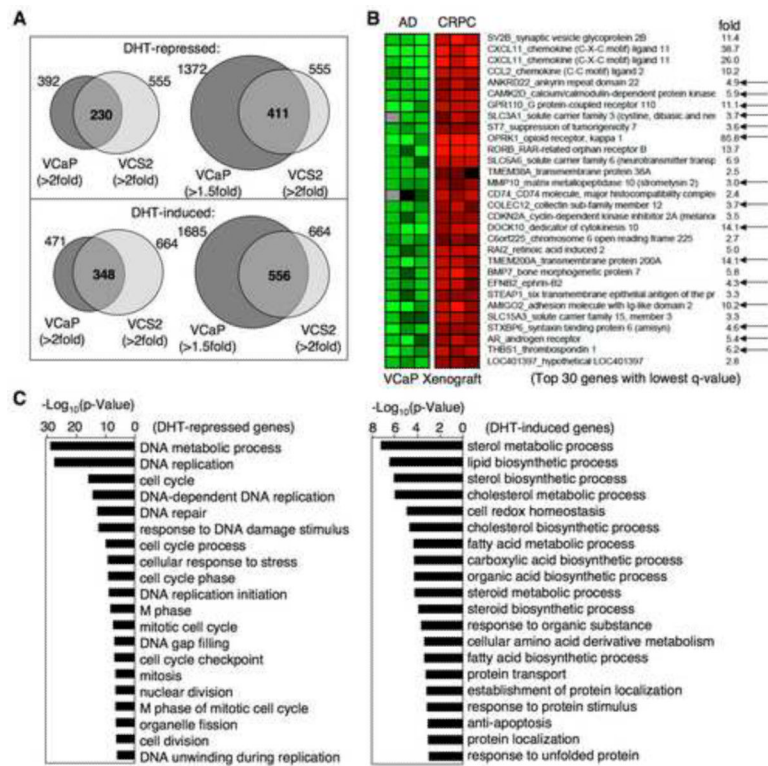 A
DHT-repressed:
392
555
230
VCaP
(>2fold)
VCS2
(>2fold)
1372
555
411
VCaP
(>1.5fold)
VCS2
(>2fold)
DHT-induced:
471
664
348
VCaP
(>2fold)
VCS2
(>2fold)
1685
664
556
VCaP
(>1.5fold)
VCS2
(>2fold)
B
AD CRPC fold
SV2B_synaptic vesicle glycoprotein 2B 11.4
CXCL11_chemokine (C-X-C motif) ligand 11 38.7
CXCL11_chemokine (C-X-C motif) ligand 11 26.0
CCL2_chemokine (C-C motif) ligand 2 10.2
ANKRD22_ankyrin repeat domain 22 4.9
CAMK2D_calcium/calmodulin-dependent protein kinase 5.9
GPR110_G protein-coupled receptor 110 11.1
SLC3A1_solute carrier family 3 (cystine, dibasic and neu 3.7
ST7_suppression of tumorigenicity 7 3.6
OPRK1_opioid receptor, kappa 1 85.8
RORB_RAR-related orphan receptor B 13.7
SLC6A6_solute carrier family 6 (neurotransmitter transp 6.9
TMEM38A_transmembrane protein 38A 2.5
MMP10_matrix metallopeptidase 10 (stromelysin 2) 3.0
CD74_CD74 molecule, major histocompatibility complex 2.4
COLEC12_collectin sub-family member 12 3.7
CDKN2A_cyclin-dependent kinase inhibitor 2A (melanom 3.5
DOCK10_dedicator of cytokinesis 10 14.1
C6orf225_chromosome 6 open reading frame 225 2.7
RAI2_retinoic acid induced 2 5.0
TMEM200A_transmembrane protein 200A 14.1
BMP7_bone morphogenetic protein 7 5.8
EFNB2_ephrin-B2 4.3
STEAP1_six transmembrane epithelial antigen of the pr 3.3
AMIGO2_adhesion molecule with Ig-like domain 2 10.2
SLC15A3_solute carrier family 15, member 3 3.3
STXBP6_syntaxin binding protein 6 (amisyn) 4.6
AR_androgen receptor 5.4
THBS1_thrombospondin 1 6.2
LOC401397_hypothetical LOC401397 2.8
VCaP Xenograft (Top 30 genes with lowest q-value)
C
-Log10(p-Value)
30 20 10 0 (DHT-repressed genes)
DNA metabolic process
DNA replication
cell cycle
DNA-dependent DNA replication
DNA repair
response to DNA damage stimulus
cell cycle process
cellular response to stress
cell cycle phase
DNA replication initiation
M phase
mitotic cell cycle
DNA gap filling
cell cycle checkpoint
mitosis
nuclear division
M phase of mitotic cell cycle
organelle fission
cell division
DNA unwinding during replication
-Log10(p-Value)
8 6 4 2 0 (DHT-induced genes)
sterol metabolic process
lipid biosynthetic process
sterol biosynthetic process
cholesterol metabolic process
cell redox homeostasis
cholesterol biosynthetic process
fatty acid metabolic process
carboxylic acid biosynthetic process
organic acid biosynthetic process
steroid metabolic process
steroid biosynthetic process
response to organic substance
cellular amino acid derivative metabolism
fatty acid biosynthetic process
protein transport
establishment of protein localization
response to protein stimulus
anti-apoptosis
protein localization
response to unfolded protein